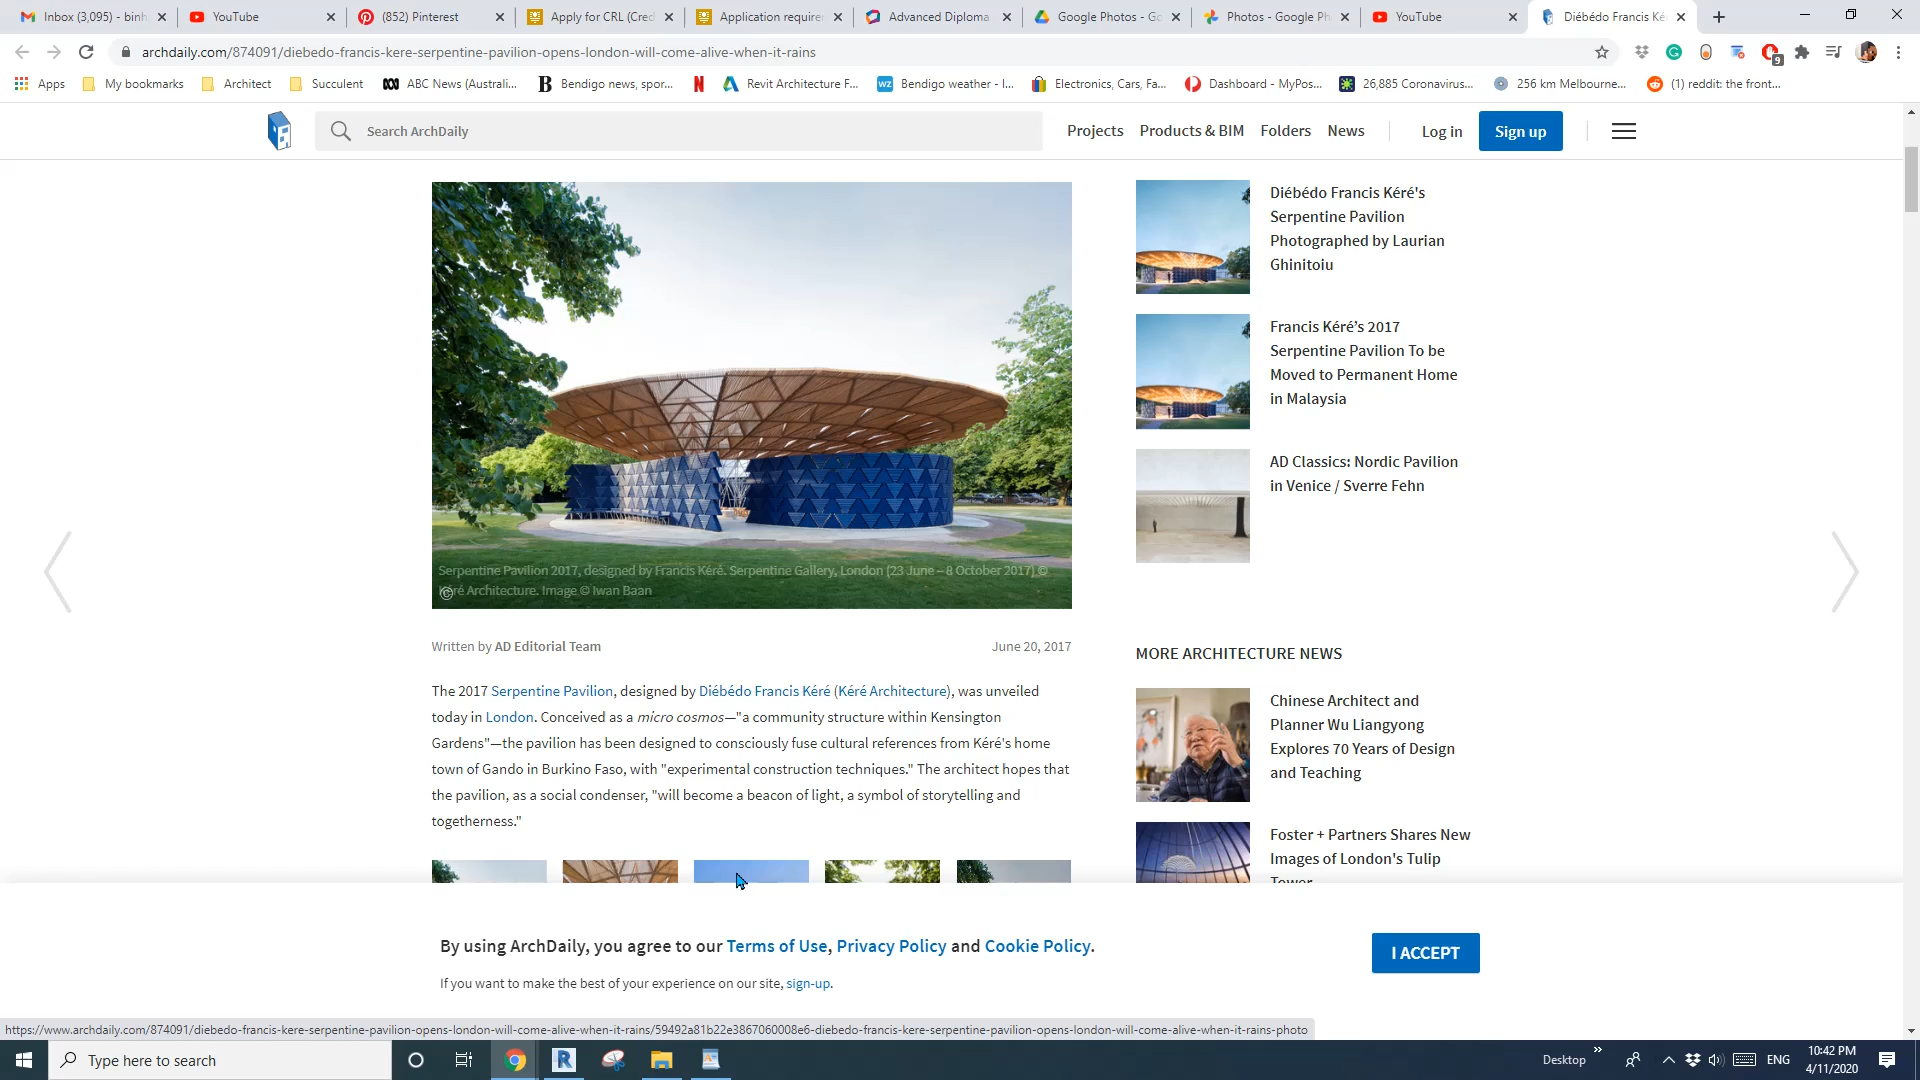 Inbox (3,095) - binh
YouTube
(852) Pinterest
Apply for CRL (Cred
Application require
Advanced Diploma
Google Photos - Go
Photos - Google Ph
YouTube
Diébédo Francis Ké
archdaily.com/874091/diebedo-francis-kere-serpentine-pavilion-opens-london-will-come-alive-when-it-rains
9
Apps
My bookmarks
Architect
Succulent
ABC News (Australi...
Bendigo news, spor...
Revit Architecture F...
Bendigo weather - l...
Electronics, Cars, Fa...
Dashboard - MyPos...
26,885 Coronavirus...
256 km Melbourne...
(1) reddit: the front...
Search ArchDaily
Projects Products & BIM Folders News
Log in
Sign up
Serpentine Pavilion 2017, designed by Francis Kéré. Serpentine Gallery, London (23 June – 8 October 2017) ©
Kéré Architecture. Image © Iwan Baan
Written by AD Editorial Team
June 20, 2017
The 2017 Serpentine Pavilion, designed by Diébédo Francis Kéré (Kéré Architecture), was unveiled
today in London. Conceived as a micro cosmos—"a community structure within Kensington
Gardens"—the pavilion has been designed to consciously fuse cultural references from Kéré's home
town of Gando in Burkino Faso, with "experimental construction techniques." The architect hopes that
the pavilion, as a social condenser, "will become a beacon of light, a symbol of storytelling and
togetherness."
Diébédo Francis Kéré's
Serpentine Pavilion
Photographed by Laurian
Ghinitoiu
Francis Kéré’s 2017
Serpentine Pavilion To be
Moved to Permanent Home
in Malaysia
AD Classics: Nordic Pavilion
in Venice / Sverre Fehn
MORE ARCHITECTURE NEWS
Chinese Architect and
Planner Wu Liangyong
Explores 70 Years of Design
and Teaching
Foster + Partners Shares New
Images of London's Tulip
Tower
By using ArchDaily, you agree to our Terms of Use, Privacy Policy and Cookie Policy.
If you want to make the best of your experience on our site, sign-up.
I ACCEPT
https://www.archdaily.com/874091/diebedo-francis-kere-serpentine-pavilion-opens-london-will-come-alive-when-it-rains/59492a81b22e3867060008e6-diebedo-francis-kere-serpentine-pavilion-opens-london-will-come-alive-when-it-rains-photo
Type here to search
Desktop
ENG
10:42 PM
4/11/2020